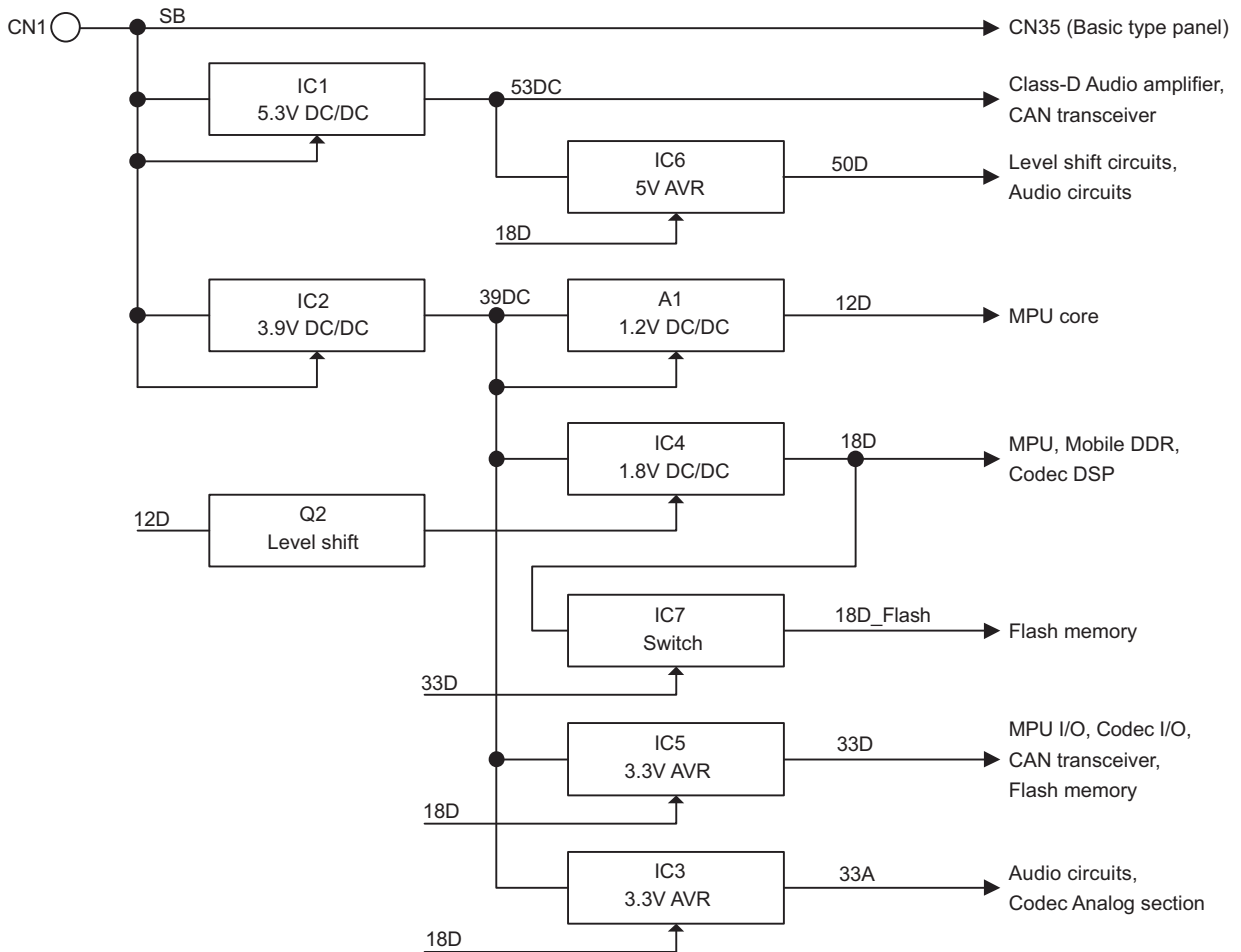 CN1
SB
CN35 (Basic type panel)
IC1
5.3V DC/DC
53DC
Class-D Audio amplifier,
CAN transceiver
IC6
5V AVR
50D
Level shift circuits,
Audio circuits
18D
IC2
3.9V DC/DC
39DC
A1
1.2V DC/DC
12D
MPU core
IC4
1.8V DC/DC
18D
MPU, Mobile DDR,
Codec DSP
12D
Q2
Level shift
IC7
Switch
18D_Flash
Flash memory
33D
IC5
3.3V AVR
33D
MPU I/O, Codec I/O,
CAN transceiver,
Flash memory
18D
IC3
3.3V AVR
33A
Audio circuits,
Codec Analog section
18D